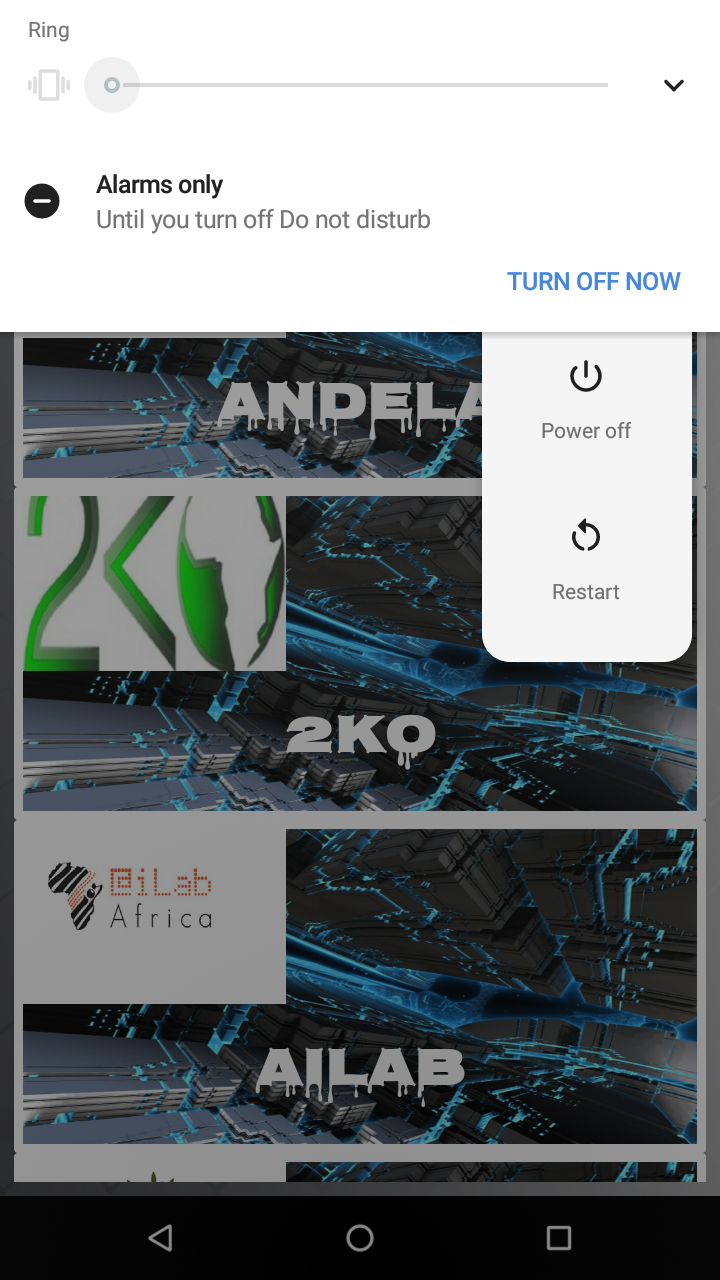 Ring
Alarms only
Until you turn off Do not disturb
TURN OFF NOW
Power off
ANDELA
Restart
2KO
2KO
@iLab
Africa
AILAB